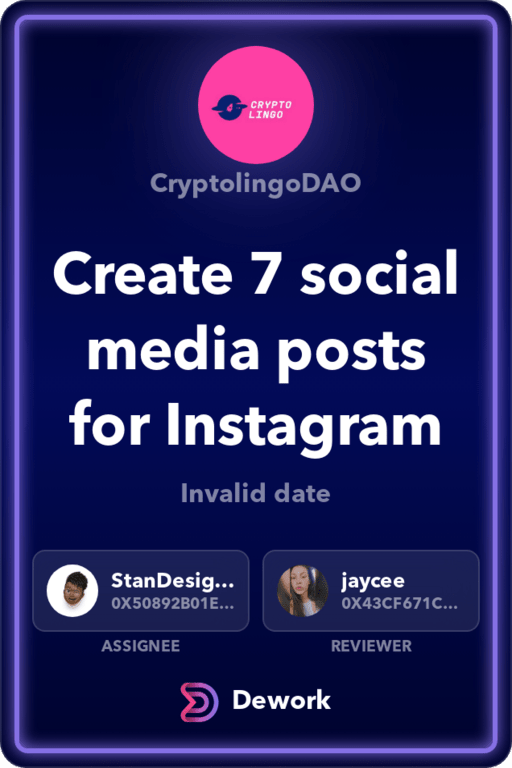 CRYPTO
LINGO
CryptolingoDAO
Create 7 social
media posts
for Instagram
Invalid date
StanDesig...
0X50892B01E...
jaycee
0X43CF671C...
ASSIGNEE
REVIEWER
Dework